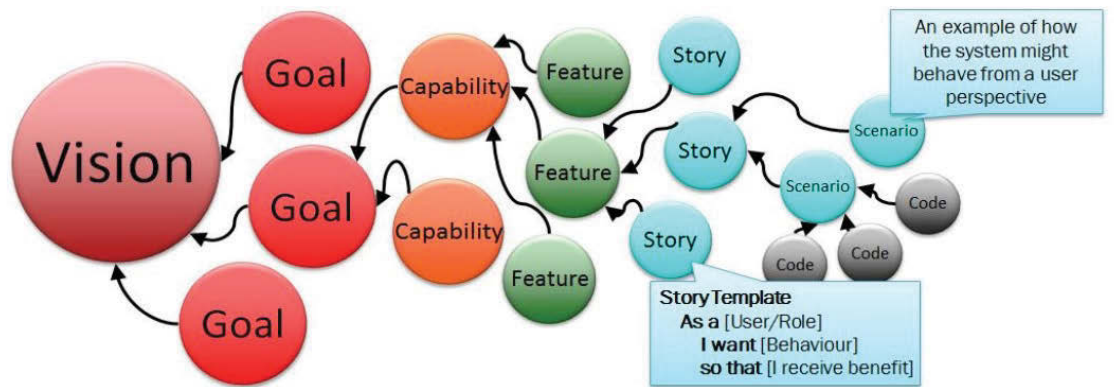 Vision
Goal
Goal
Goal
Capability
Capability
Feature
Feature
Feature
Story
Story
Story
Scenario
Scenario
Code
Code
Code
An example of how
the system might
behave from a user
perspective
Story Template
As a [User/Role]
I want [Behaviour]
so that [I receive benefit]